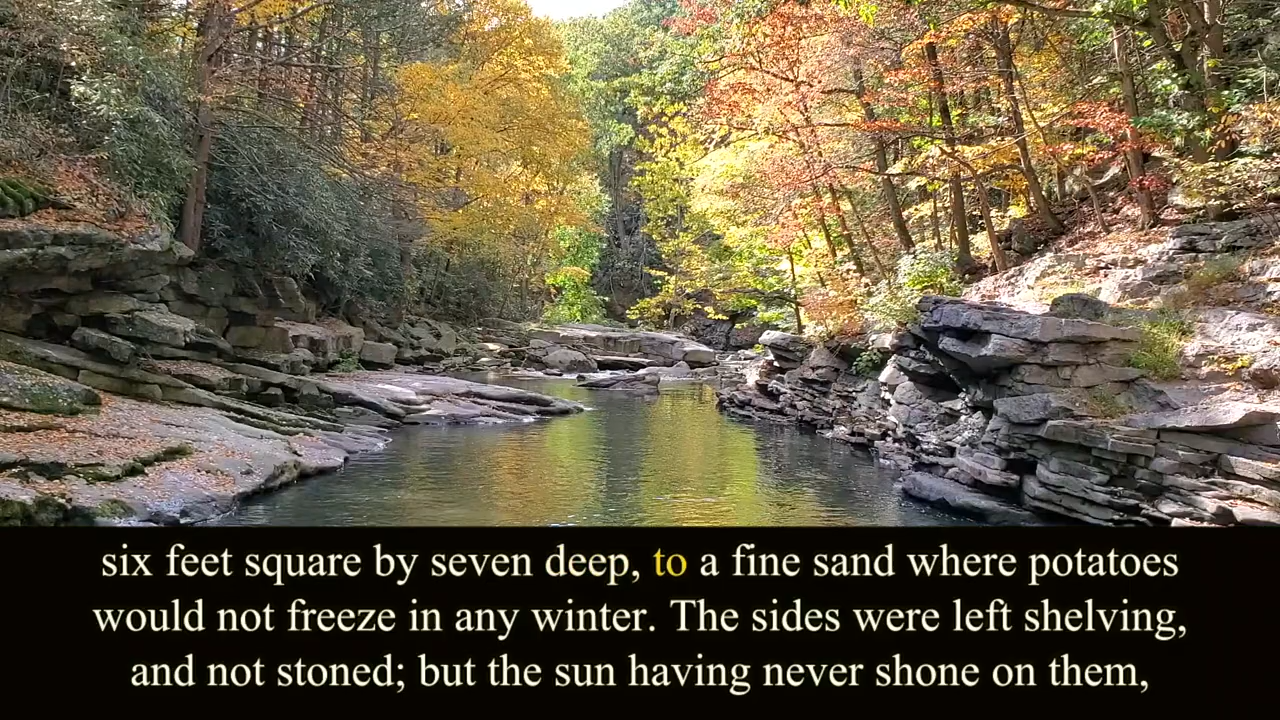 six feet square by seven deep, to a fine sand where potatoes
would not freeze in any winter. The sides were left shelving,
and not stoned; but the sun having never shone on them,